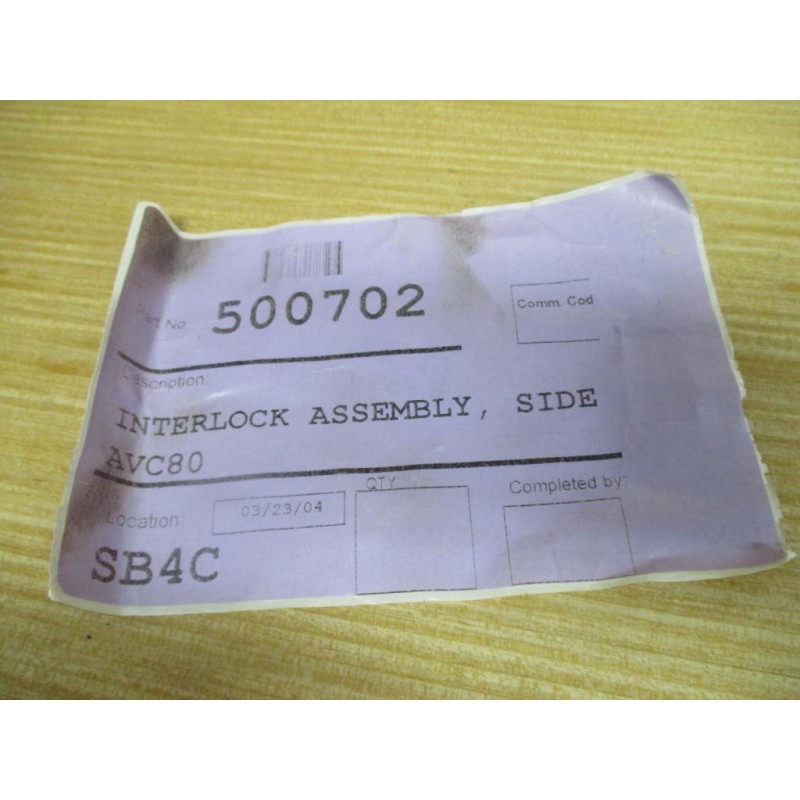 Part No 500702
Comm. Cod
Description:
INTERLOCK ASSEMBLY, SIDE
AVC80
Location: 03/23/04
QTY:
Completed by:
SB4C